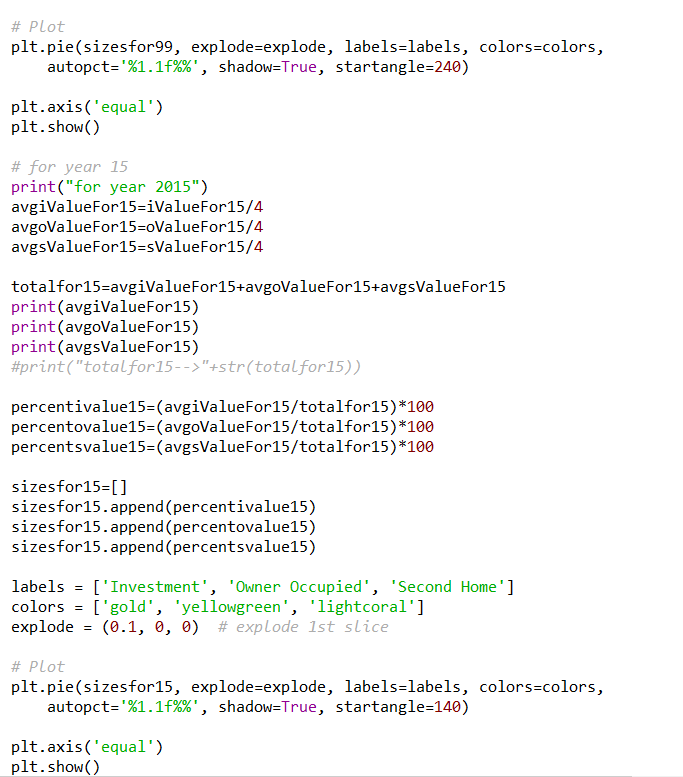 # Plot
plt.pie(sizesfor99, explode=explode, labels=labels, colors=colors,
    autopct='%1.1f%%', shadow=True, startangle=240)
plt.axis('equal')
plt.show()
# for year 15
print("for year 2015")
avgiValueFor15=iValueFor15/4
avgoValueFor15=oValueFor15/4
avgsValueFor15=sValueFor15/4
totalfor15=avgiValueFor15+avgoValueFor15+avgsValueFor15
print(avgiValueFor15)
print(avgoValueFor15)
print(avgsValueFor15)
#print("totalfor15-->"+str(totalfor15))
percentivalue15=(avgiValueFor15/totalfor15)*100
percentovalue15=(avgoValueFor15/totalfor15)*100
percentsvalue15=(avgsValueFor15/totalfor15)*100
sizesfor15=[]
sizesfor15.append(percentivalue15)
sizesfor15.append(percentovalue15)
sizesfor15.append(percentsvalue15)
labels = ['Investment', 'Owner Occupied', 'Second Home']
colors = ['gold', 'yellowgreen', 'lightcoral']
explode = (0.1, 0, 0)  # explode 1st slice
# Plot
plt.pie(sizesfor15, explode=explode, labels=labels, colors=colors,
    autopct='%1.1f%%', shadow=True, startangle=140)
plt.axis('equal')
plt.show()